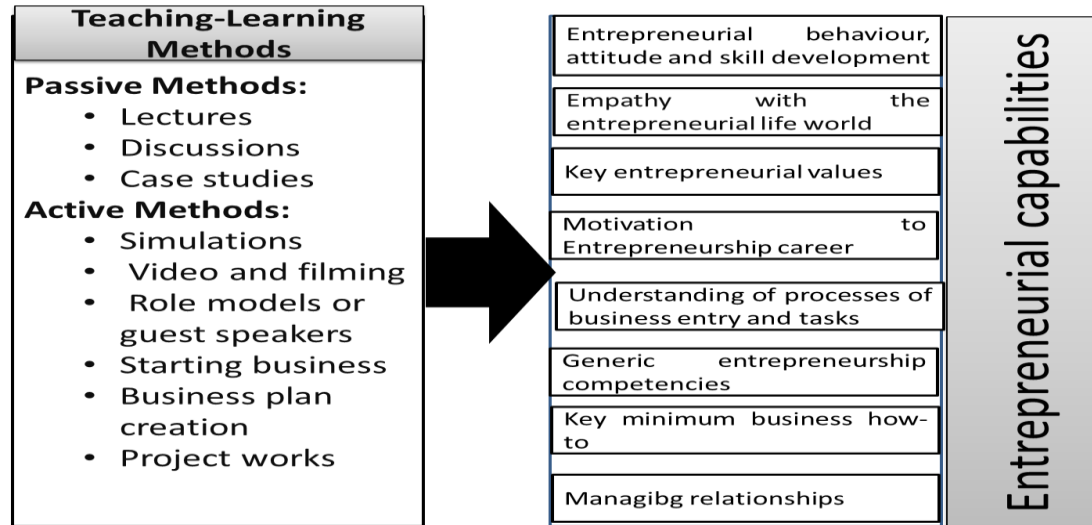 Teaching-Learning
Methods
Passive Methods:
• Lectures
• Discussions
• Case studies
Active Methods:
• Simulations
• Video and filming
• Role models or
guest speakers
• Starting business
• Business plan
creation
• Project works
Entrepreneurial behaviour,
attitude and skill development
Empathy with the
entrepreneurial life world
Key entrepreneurial values
Motivation to
Entrepreneurship career
Understanding of processes of
business entry and tasks
Generic entrepreneurship
competencies
Key minimum business how-
to
Managibg relationships
Entrepreneurial capabilities